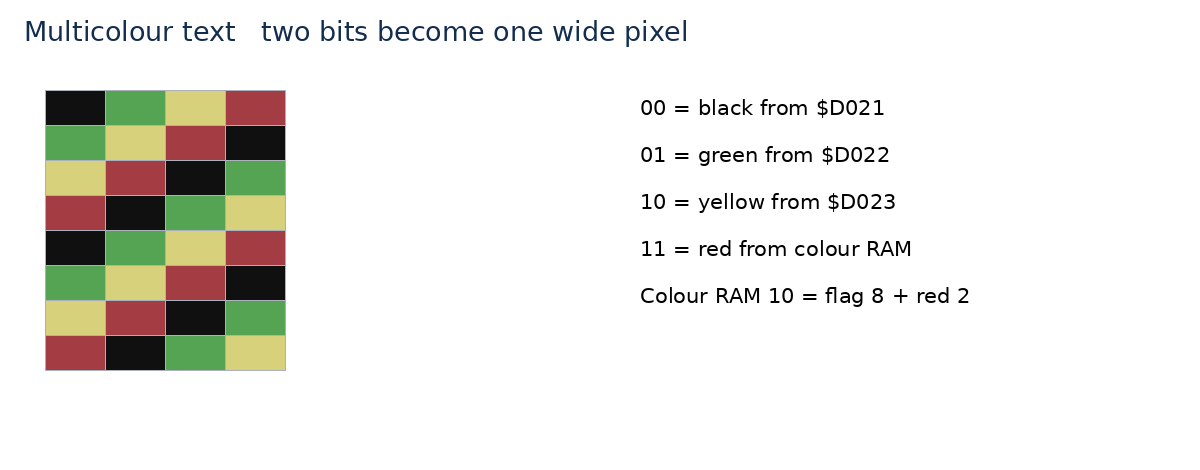 Multicolour text   two bits become one wide pixel
00 = black from $D021
01 = green from $D022
10 = yellow from $D023
11 = red from colour RAM
Colour RAM 10 = flag 8 + red 2